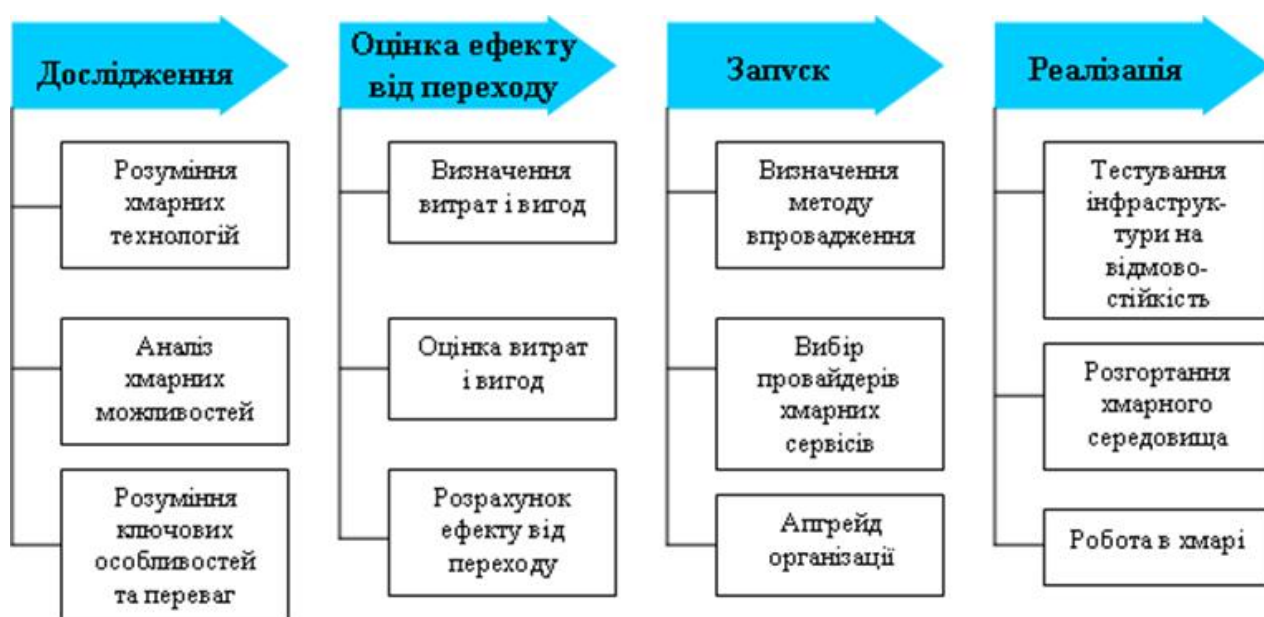 Дослідження
Розуміння
хмарних
технологій
Аналіз
хмарних
можливостей
Розуміння
ключових
особливостей
та переваг
Оцінка ефекту
від переходу
Визначення
витрат і вигод
Оцінка витрат
і вигод
Розрахунок
ефекту від
переходу
Запуск
Визначення
методу
впровадження
Вибір
провайдерів
хмарних
сервісів
Апгрейд
організації
Реалізація
Тестування
інфраструк-
тури на
відмово-
стійкість
Розгортання
хмарного
середовища
Робота в хмарі